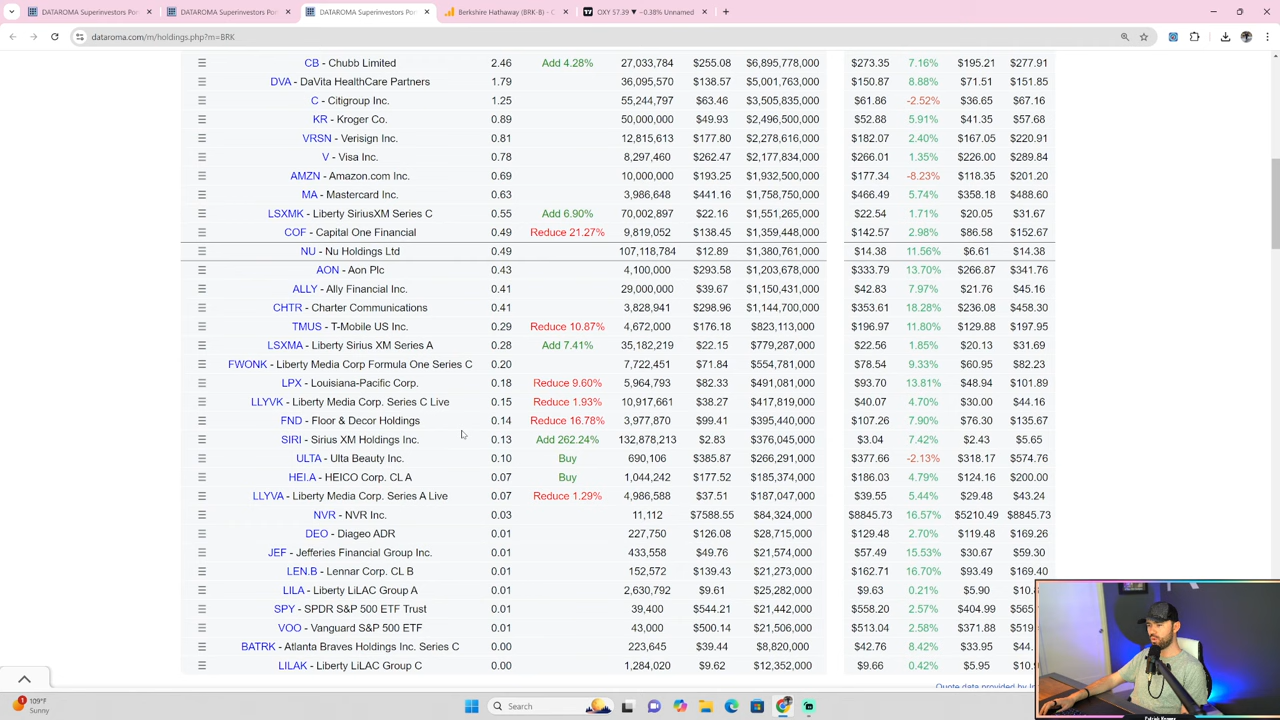 DATAROMA Superinvestors Por
DATAROMA Superinvestors Por
DATAROMA Superinvestors Por
Berkshire Hathaway (BRK-B) - C
OXY 57.39 ▼ −0.38% Unnamed
dataroma.com/m/holdings.php?m=BRK
CB - Chubb Limited 2.46 Add 4.28% 27,033,784 $255.08 $6,895,778,000 $273.35 7.16% $195.21 $277.91
DVA - DaVita HealthCare Partners 1.79 36,095,570 $138.57 $5,001,763,000 $150.87 8.88% $71.51 $151.85
C - Citigroup Inc. 1.25 55,244,797 $63.46 $3,505,835,000 $61.86 -2.52% $36.65 $67.16
KR - Kroger Co. 0.89 50,000,000 $49.93 $2,496,500,000 $52.88 5.91% $41.35 $57.68
VRSN - Verisign Inc. 0.81 12,815,613 $177.80 $2,278,616,000 $182.07 2.40% $167.05 $220.91
V - Visa Inc. 0.78 8,297,460 $262.47 $2,177,834,000 $266.01 1.35% $226.00 $289.84
AMZN - Amazon.com Inc. 0.69 10,000,000 $193.25 $1,932,500,000 $177.34 -8.23% $118.35 $201.20
MA - Mastercard Inc. 0.63 3,986,648 $441.16 $1,758,750,000 $466.49 5.74% $358.18 $488.60
LSXMK - Liberty SiriusXM Series C 0.55 Add 6.90% 70,002,897 $22.16 $1,551,265,000 $22.54 1.71% $20.05 $31.67
COF - Capital One Financial 0.49 Reduce 21.27% 9,819,052 $138.45 $1,359,448,000 $142.57 2.98% $86.58 $152.67
NU - Nu Holdings Ltd 0.49 107,118,784 $12.89 $1,380,761,000 $14.38 11.56% $6.61 $14.38
AON - Aon Plc 0.43 4,100,000 $293.58 $1,203,678,000 $333.79 13.70% $266.87 $341.76
ALLY - Ally Financial Inc. 0.41 29,000,000 $39.67 $1,150,431,000 $42.83 7.97% $21.76 $45.16
CHTR - Charter Communications 0.41 3,828,941 $298.96 $1,144,700,000 $353.61 18.28% $236.08 $458.30
TMUS - T-Mobile US Inc. 0.29 Reduce 10.87% 4,672,000 $176.18 $823,113,000 $196.97 11.80% $129.88 $197.95
LSXMA - Liberty Sirius XM Series A 0.28 Add 7.41% 35,182,219 $22.15 $779,287,000 $22.56 1.85% $20.13 $31.69
FWONK - Liberty Media Corp Formula One Series C 0.20 7,722,451 $71.84 $554,781,000 $78.54 9.33% $60.95 $82.23
LPX - Louisiana-Pacific Corp. 0.18 Reduce 9.60% 5,964,793 $82.33 $491,081,000 $93.70 13.81% $48.94 $101.89
LLYVK - Liberty Media Corp. Series C Live 0.15 Reduce 1.93% 10,917,661 $38.27 $417,819,000 $40.07 4.70% $30.00 $44.16
FND - Floor & Decor Holdings 0.14 Reduce 16.78% 3,977,870 $99.41 $395,440,000 $107.26 7.90% $76.30 $135.67
SIRI - Sirius XM Holdings Inc. 0.13 Add 262.24% 132,878,213 $2.83 $376,045,000 $3.04 7.42% $2.43 $5.65
ULTA - Ulta Beauty Inc. 0.10 Buy 690,106 $385.87 $266,291,000 $377.66 -2.13% $318.17 $574.76
HEI.A - HEICO Corp. CL A 0.07 Buy 1,044,242 $177.52 $185,374,000 $186.03 4.79% $124.16 $200.00
LLYVA - Liberty Media Corp. Series A Live 0.07 Reduce 1.29% 4,986,588 $37.51 $187,047,000 $39.55 5.44% $29.48 $43.24
NVR - NVR Inc. 0.03 11,112 $7588.55 $84,324,000 $8845.73 16.57% $5210.49 $8845.73
DEO - Diageo ADR 0.01 227,750 $126.08 $28,715,000 $129.48 2.70% $119.48 $169.26
JEF - Jefferies Financial Group Inc. 0.01 433,558 $49.76 $21,574,000 $57.49 15.53% $30.67 $59.30
LEN.B - Lennar Corp. CL B 0.01 152,572 $139.43 $21,273,000 $162.71 16.70% $93.49 $169.40
LILA - Liberty LiLAC Group A 0.01 2,630,792 $9.61 $25,282,000 $9.63 0.21% $5.90 $10.
SPY - SPDR S&P 500 ETF Trust 0.01 39,400 $544.21 $21,442,000 $558.20 2.57% $404.99 $565
VOO - Vanguard S&P 500 ETF 0.01 43,000 $500.14 $21,506,000 $513.04 2.58% $371.88 $519
BATRK - Atlanta Braves Holdings Inc. Series C 0.00 223,645 $39.44 $8,820,000 $42.76 8.42% $33.95 $44.
LILAK - Liberty LiLAC Group C 0.00 1,284,020 $9.62 $12,352,000 $9.66 0.42% $5.95 $10.
Quote data provided by
109°F
Sunny
Search